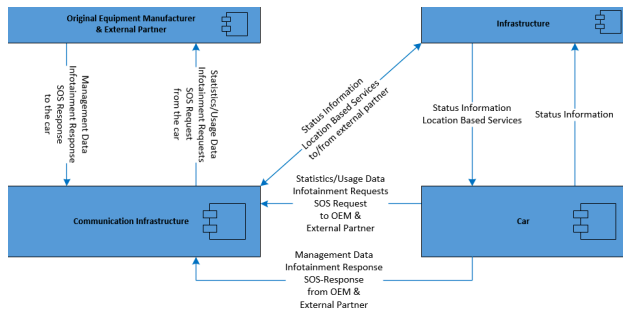 Original Equipment Manufacturer
& External Partner
Infrastructure
Management Data
Infotainment Response
SOS Response
to the car
Statistics/Usage Data
Infotainment Requests
SOS Request
from the car
Status Information
Location Based Services
to/from external partner
Status Information
Location Based Services
Status Information
Statistics/Usage Data
Infotainment Requests
SOS Request
to OEM &
External Partner
Communication Infrastructure
Car
Management Data
Infotainment Response
SOS-Response
from OEM &
External Partner